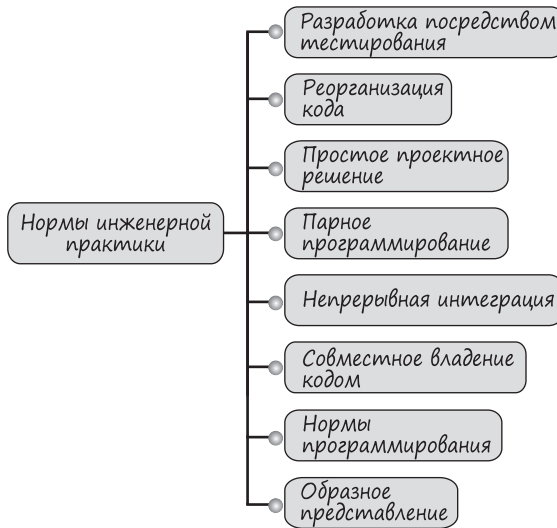 Разработка посредством
тестирования
Реорганизация
кода
Простое проектное
решение
Нормы инженерной
практики
Парное
программирование
Непрерывная интеграция
Совместное владение
кодом
Нормы
программирования
Образное
представление